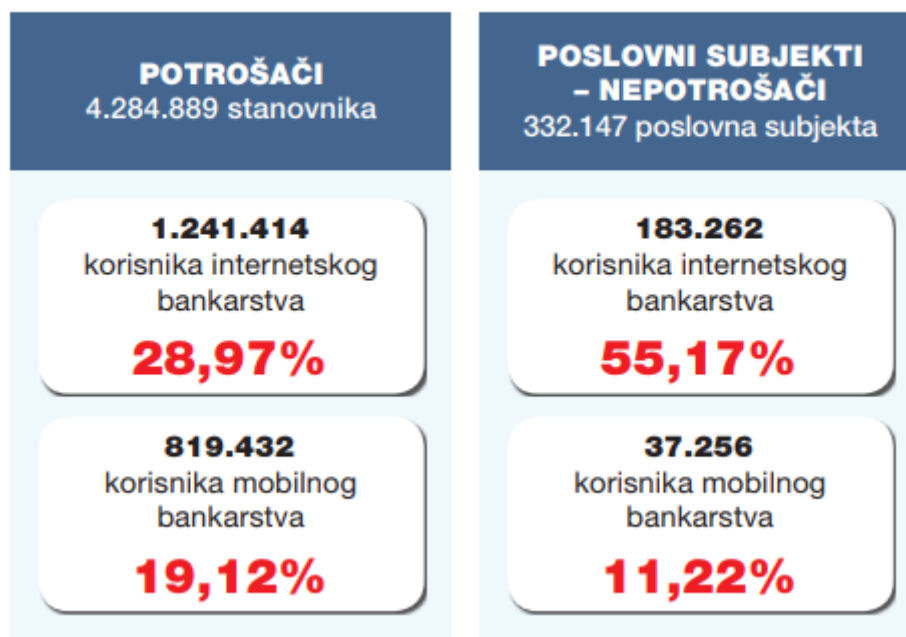 POTROŠAČI
4.284.889 stanovnika
1.241.414
korisnika internetskog
bankarstva
28,97%
819.432
korisnika mobilnog
bankarstva
19,12%
POSLOVNI SUBJEKTI
– NEPOTROŠAČI
332.147 poslovna subjekta
183.262
korisnika internetskog
bankarstva
55,17%
37.256
korisnika mobilnog
bankarstva
11,22%